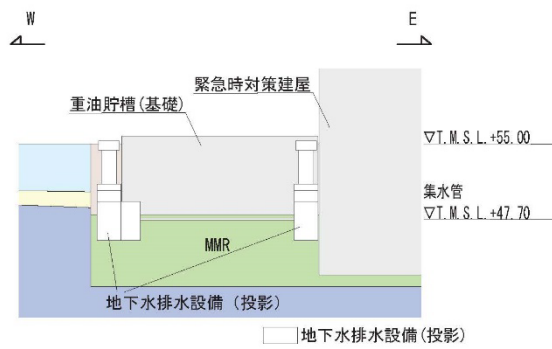 W
E
緊急時対策建屋
重油貯槽(基礎)
▽T.M.S.L.+55.00
集水管
▽T.M.S.L.+47.70
MMR
地下水排水設備(投影)
地下水排水設備(投影)